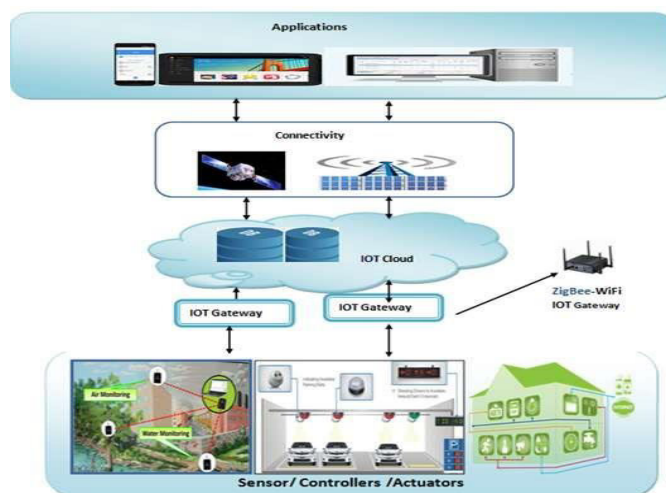 Applications
Connectivity
IOT Cloud
IOT Gateway
IOT Gateway
ZigBee-WiFi
IOT Gateway
Air Monitoring
Water Monitoring
P
Sensor/ Controllers /Actuators